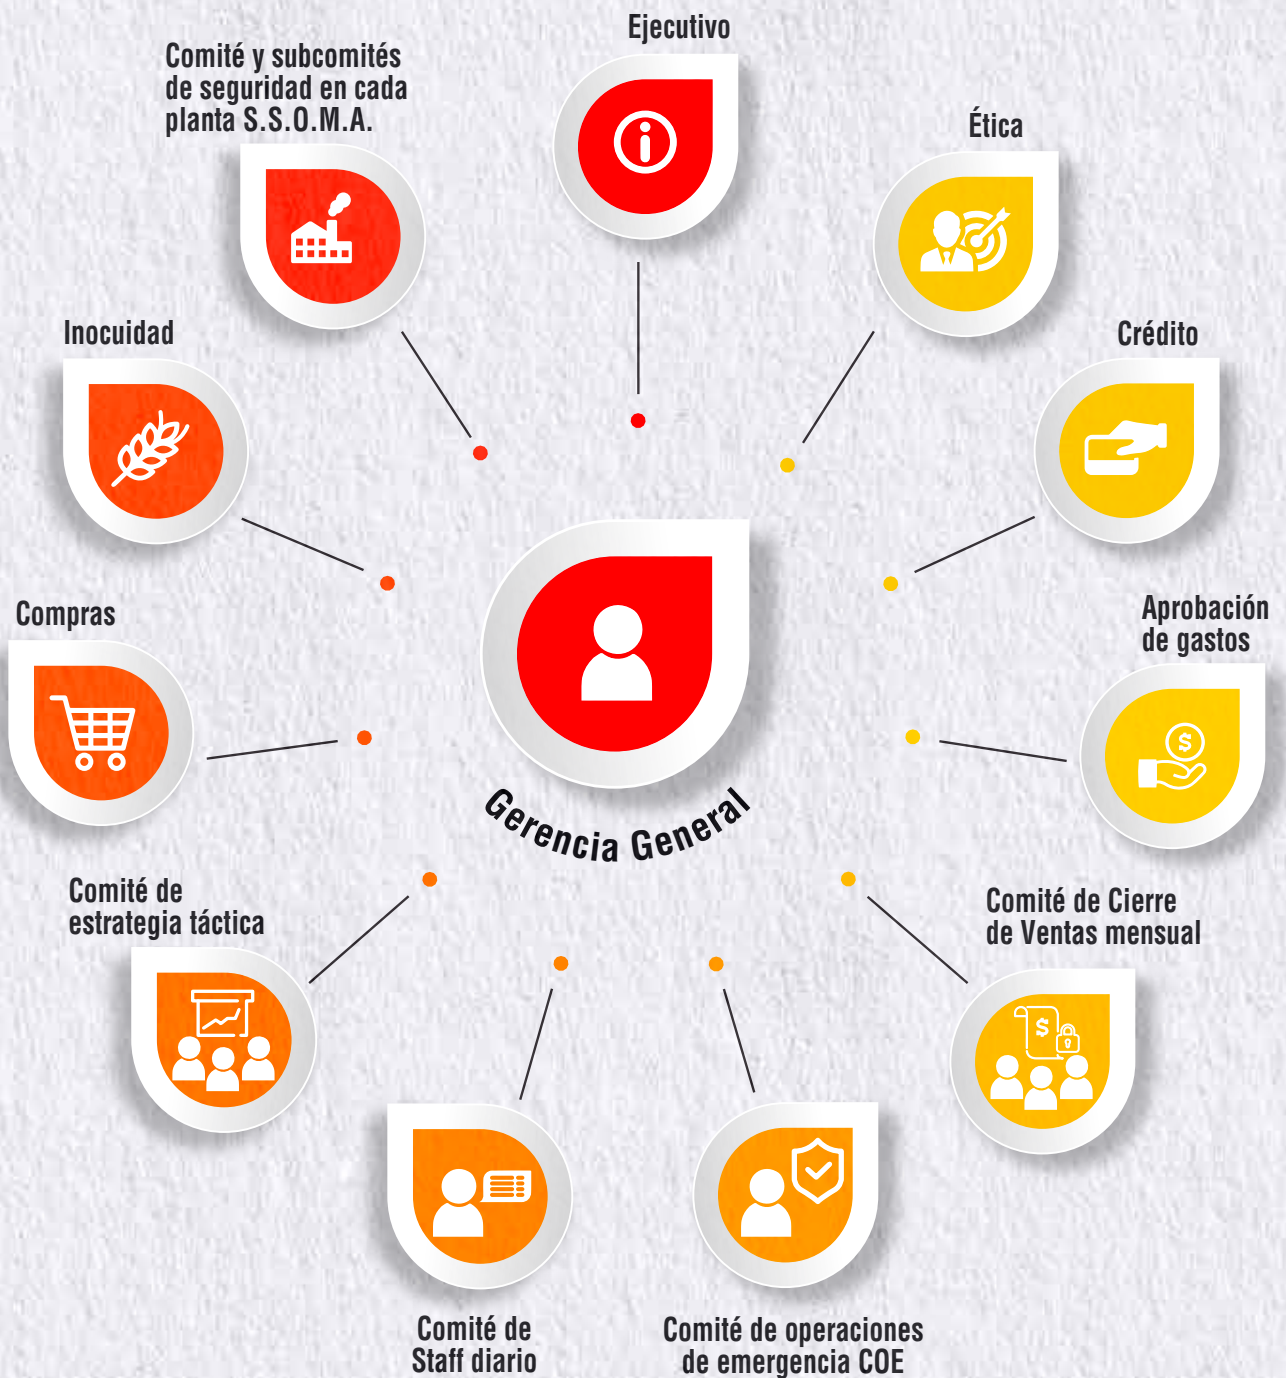 Ejecutivo
Comité y subcomités
de seguridad en cada
planta S.S.O.M.A.
Ética
Inocuidad
Crédito
Compras
Aprobación
de gastos
$
Gerencia General
Comité de
estrategia táctica
Comité de Cierre
de Ventas mensual
$
Comité de
Staff diario
Comité de operaciones
de emergencia COE